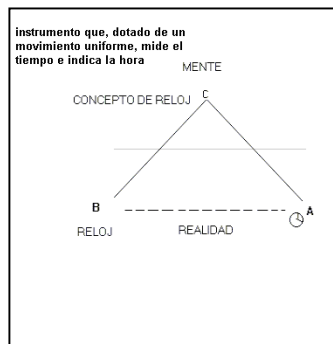 instrumento que, dotado de un
movimiento uniforme, mide el
tiempo e indica la hora
MENTE
CONCEPTO DE RELOJ
C
B
A
RELOJ
REALIDAD